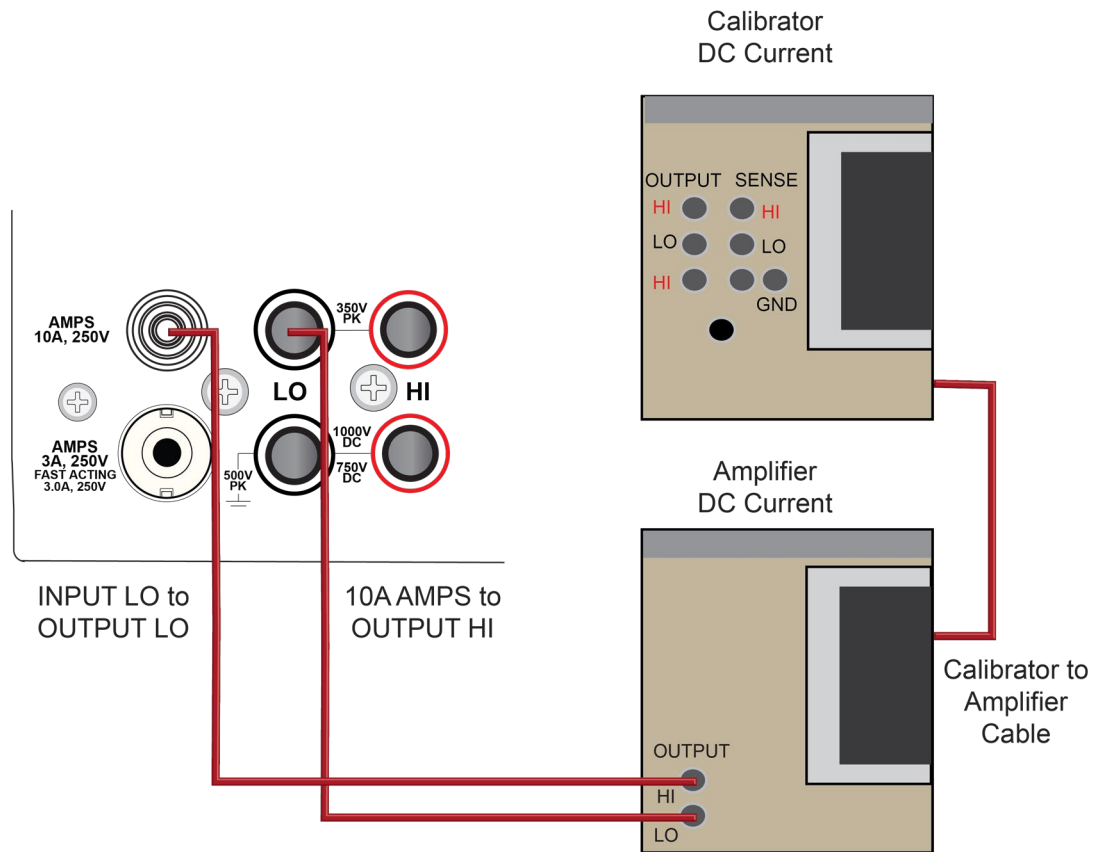 Calibrator
DC Current
OUTPUT SENSE
HI HI
LO LO
HI
GND
AMPS
10A, 250V
350V
PK
LO HI
AMPS
3A, 250V
FAST ACTING
3.0A, 250V
500V
PK
1000V
DC
750V
DC
Amplifier
DC Current
INPUT LO to
OUTPUT LO
10A AMPS to
OUTPUT HI
Calibrator to
Amplifier
Cable
OUTPUT
HI
LO